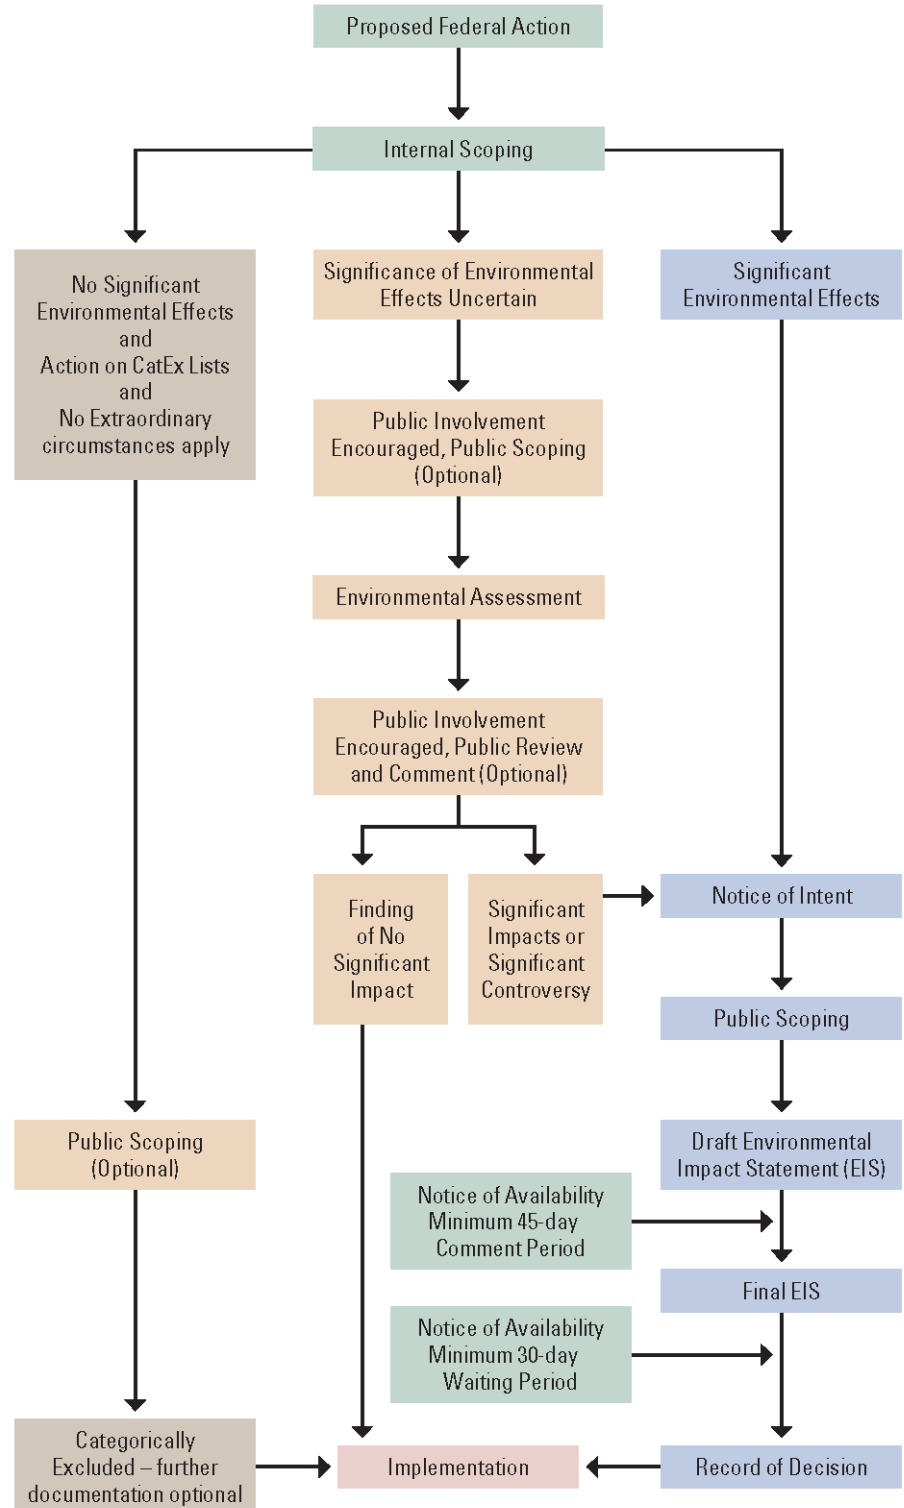 Proposed Federal Action
Internal Scoping
No Significant
Environmental Effects
and
Action on CatEx Lists
and
No Extraordinary
circumstances apply
Significance of Environmental
Effects Uncertain
Significant
Environmental Effects
Public Involvement
Encouraged, Public Scoping
(Optional)
Environmental Assessment
Public Involvement
Encouraged, Public Review
and Comment (Optional)
Finding
of No
Significant
Impact
Significant
Impacts or
Significant
Controversy
Notice of Intent
Public Scoping
Public Scoping
(Optional)
Draft Environmental
Impact Statement (EIS)
Notice of Availability
Minimum 45-day
Comment Period
Final EIS
Notice of Availability
Minimum 30-day
Waiting Period
Categorically
Excluded – further
documentation optional
Implementation
Record of Decision